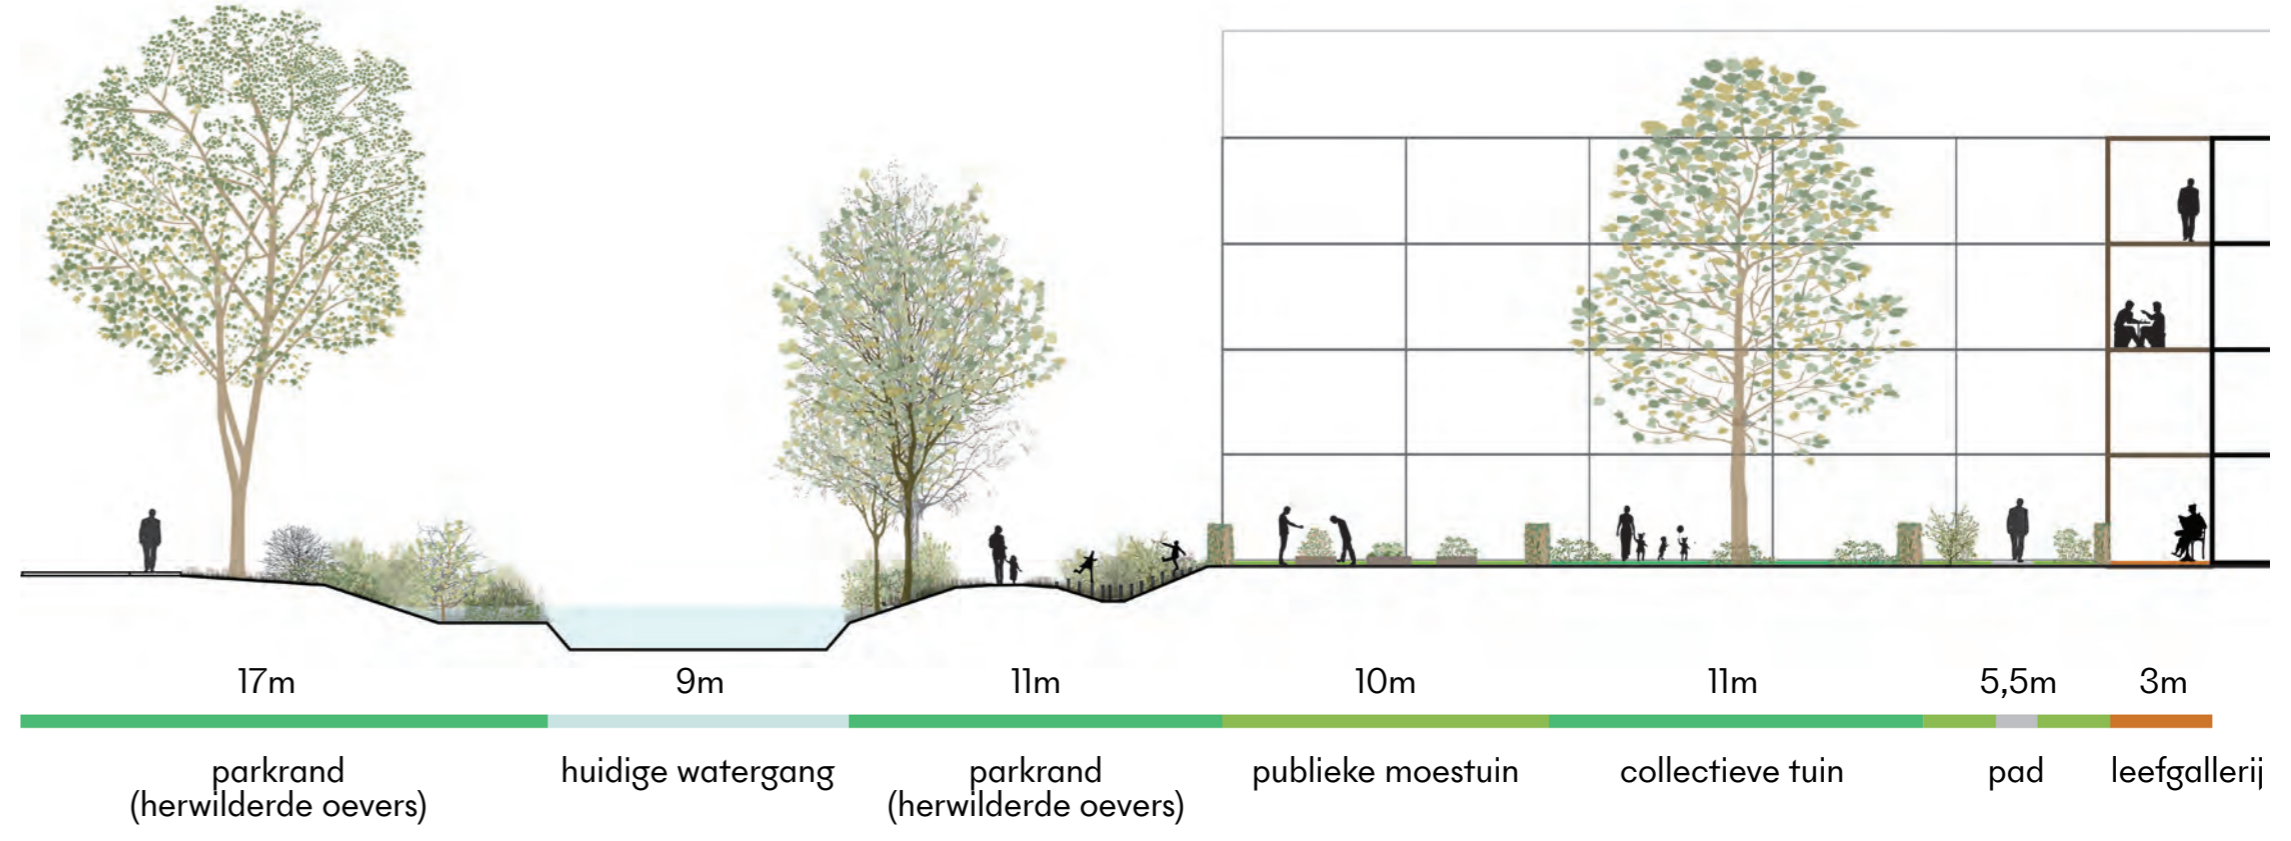 17m
9m
11m
10m
11m
5,5m
3m
parkrand
(herwilderde oevers)
huidige watergang
parkrand
(herwilderde oevers)
publieke moestuin
collectieve tuin
pad
leefgallerij